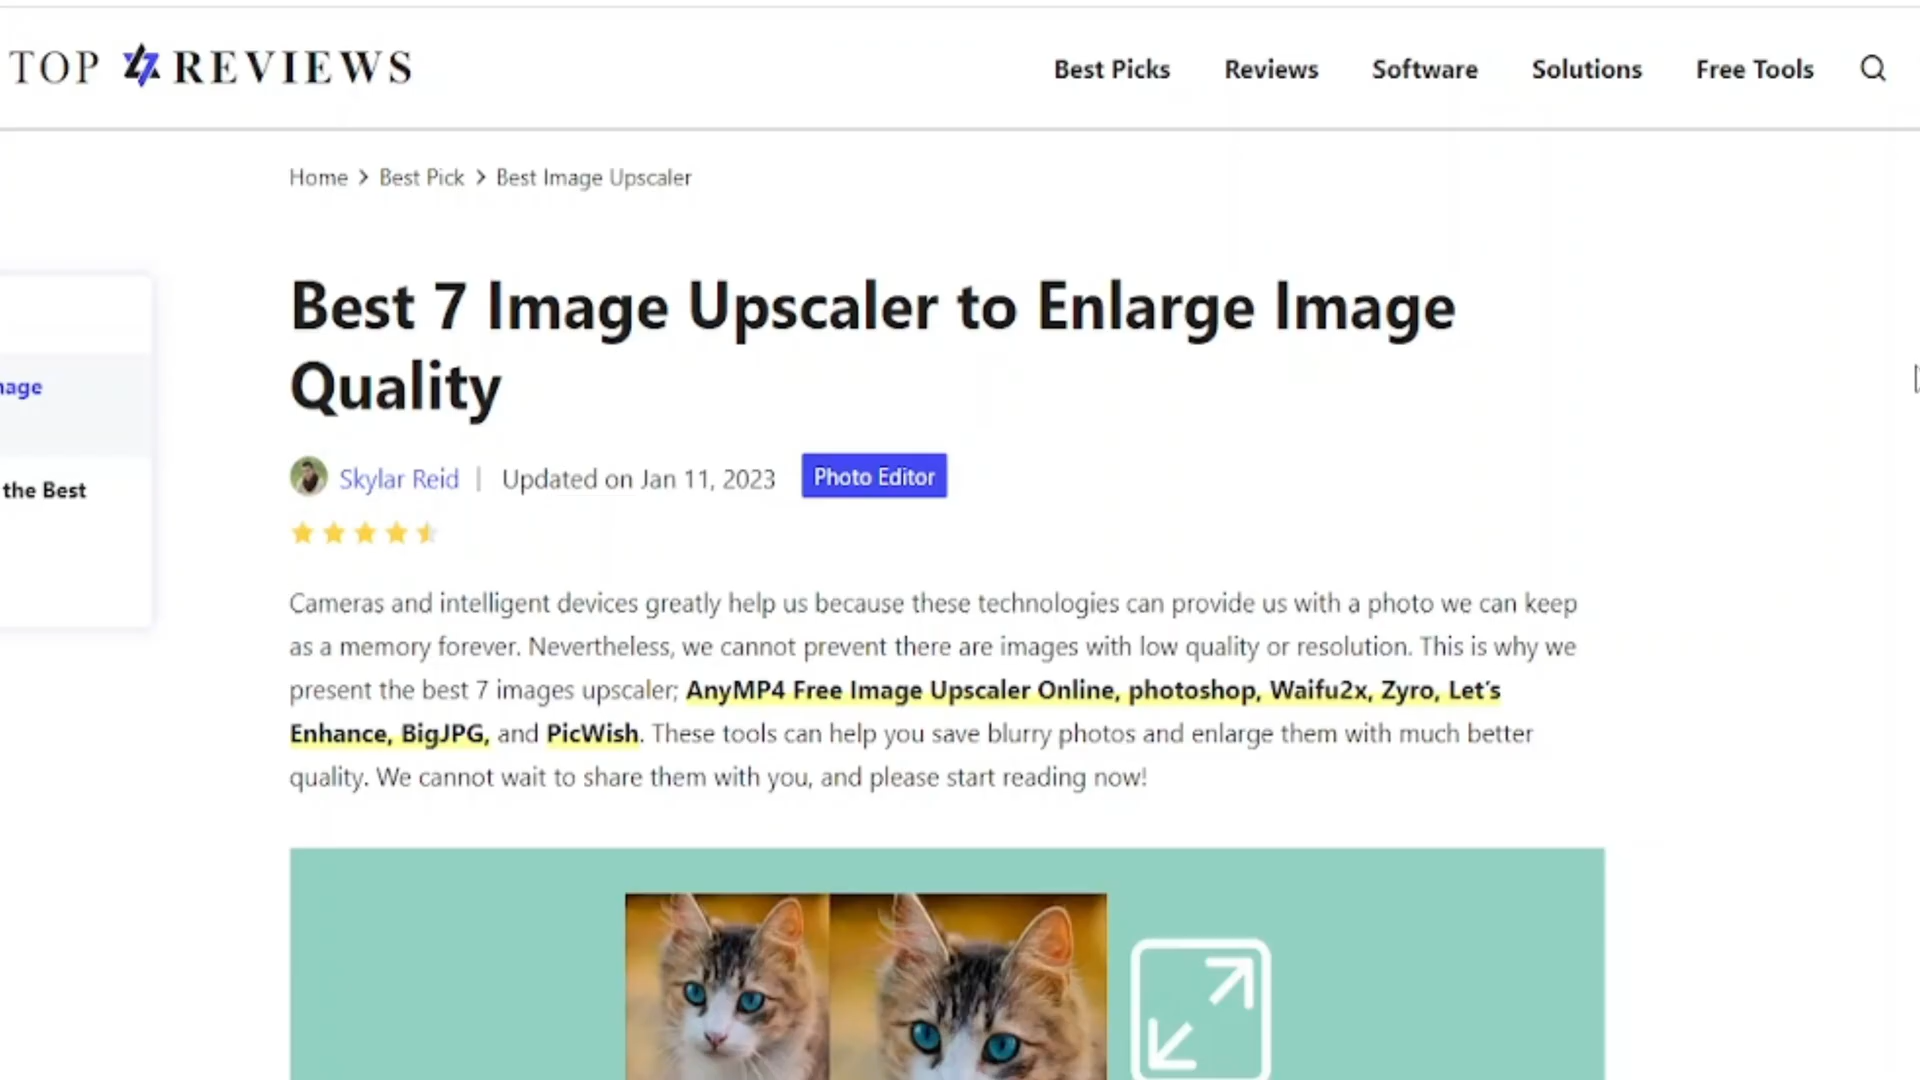 TOP REVIEWS
Best Picks Reviews Software Solutions Free Tools
Home > Best Pick > Best Image Upscaler
Best 7 Image Upscaler to Enlarge Image
Quality
the Best
Skylar Reid | Updated on Jan 11, 2023 Photo Editor
Cameras and intelligent devices greatly help us because these technologies can provide us with a photo we can keep
as a memory forever. Nevertheless, we cannot prevent there are images with low quality or resolution. This is why we
present the best 7 images upscaler; AnyMP4 Free Image Upscaler Online, photoshop, Waifu2x, Zyro, Let's
Enhance, BigJPG, and PicWish. These tools can help you save blurry photos and enlarge them with much better
quality. We cannot wait to share them with you, and please start reading now!